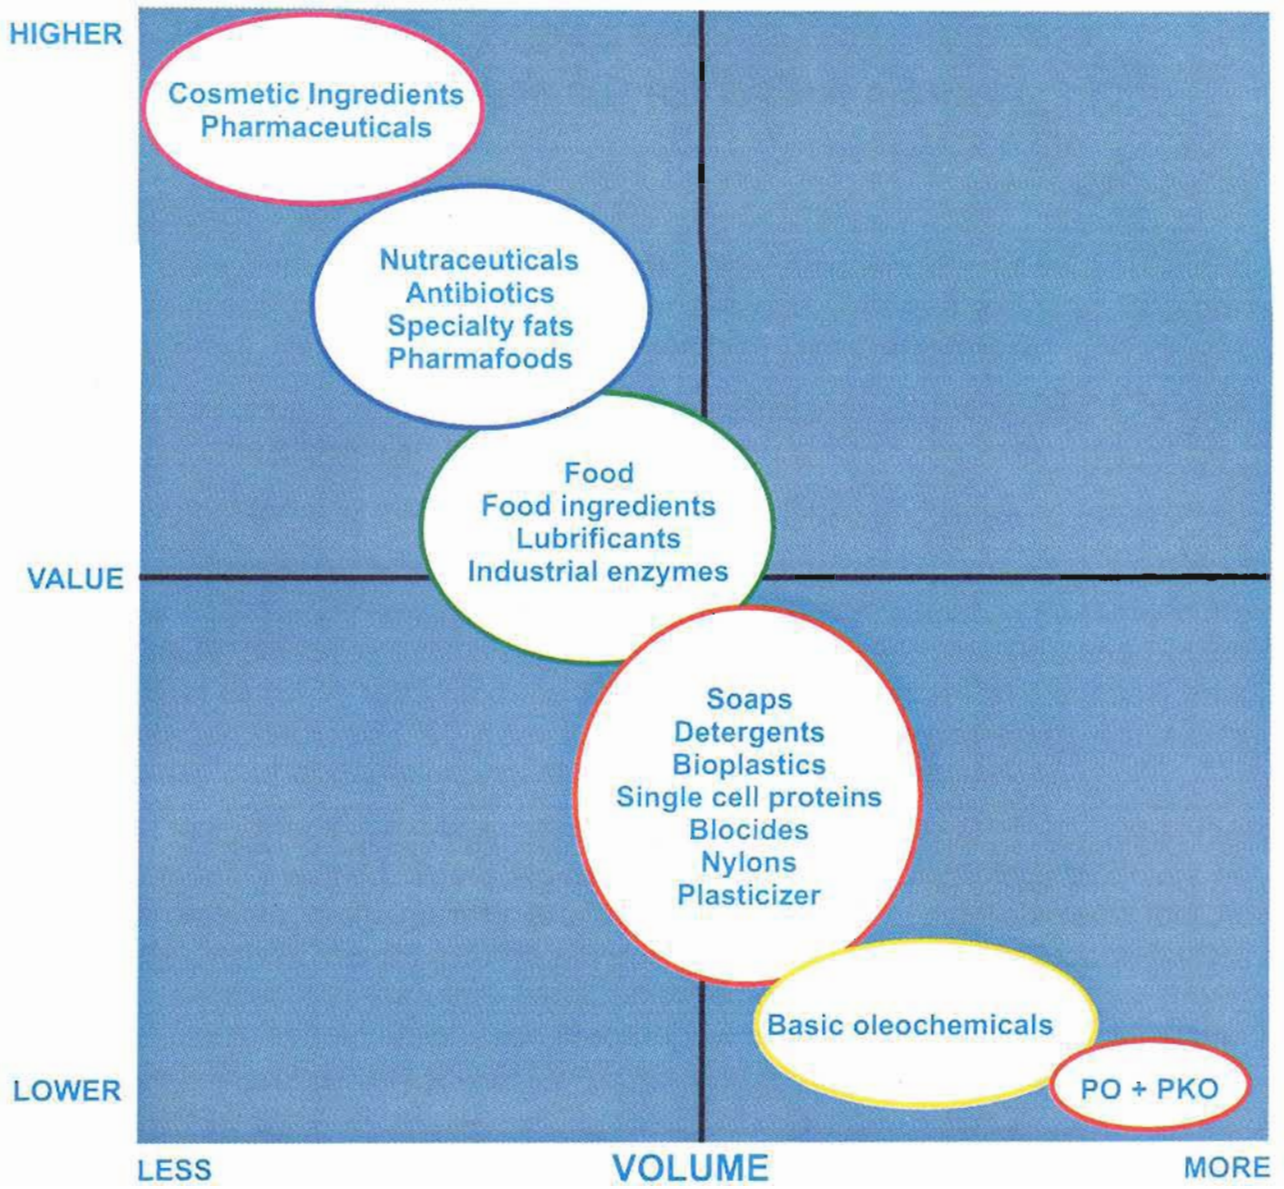 HIGHER
Cosmetic Ingredients
Pharmaceuticals
Nutraceuticals
Antibiotics
Specialty fats
Pharmafoods
Food
Food ingredients
Lubrificants
Industrial enzymes
VALUE
Soaps
Detergents
Bioplastics
Single cell proteins
Blocides
Nylons
Plasticizer
Basic oleochemicals
LOWER
PO + PKO
LESS
VOLUME
MORE